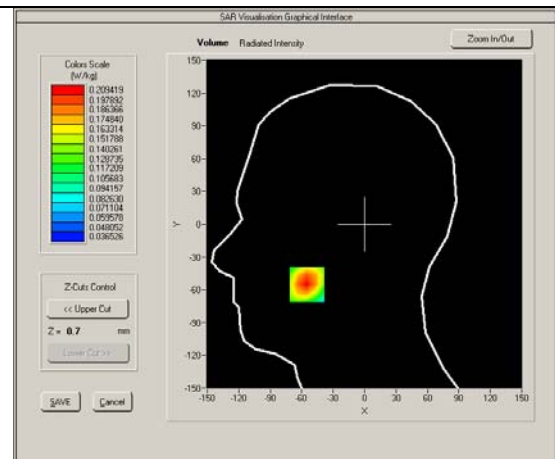 SAR Visualisation Graphical Interface
Volume Radiated Intensity
Zoom In/Out
Colors Scale
(W/kg)
0.209419
0.197892
0.186366
0.174840
0.163314
0.151788
0.140261
0.128735
0.117209
0.105683
0.094157
0.082630
0.071104
0.059578
0.048052
0.036526
Z-Cuts Control
<< Upper Cut
Z = 0.7 mm
Lower Cut >>
SAVE Cancel
150
90
60
30
0
-30
-60
-90
-120
-150
Y
-150 -120 -90 -60 -30 0 30 60 90 120 150
X